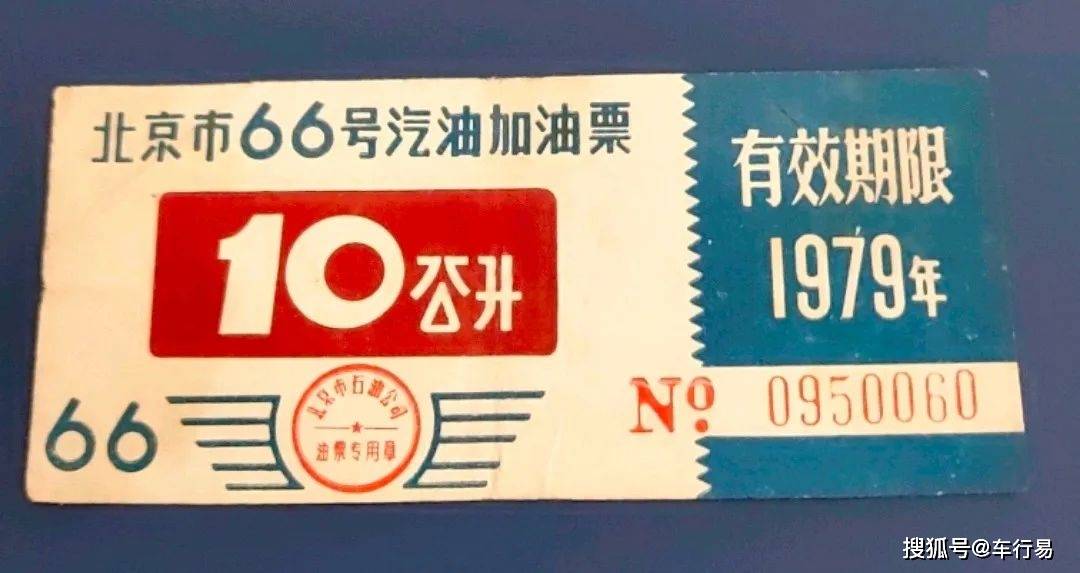 北京市66号汽油加油票
10公升
66
北京市石油公司
油票专用章
有效期限
1979年
No 0950060
搜狐号@车行易